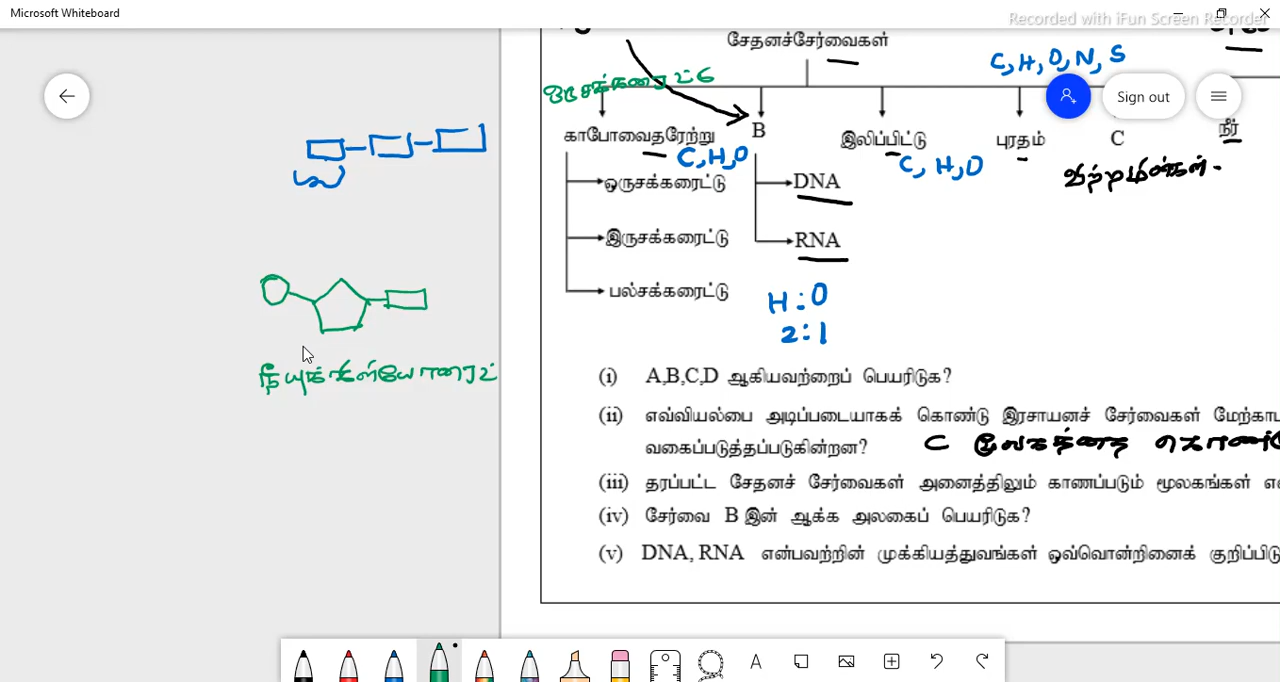 Microsoft Whiteboard
Recorded with iFun Screen Recorder
சேதனச்சேர்வைகள்
C, H, O, N, S
Sign out
ஒருசக்கரைட்டு
காபோவைதரேற்று
B
இலிப்பிட்டு
புரதம்
C
நீர்
C, H, O
C, H, O
விற்றமின்கள்
ஒருசக்கரைட்டு
DNA
இருசக்கரைட்டு
RNA
பல்சக்கரைட்டு
H : O
2 : 1
நியுக்கிளியோரைட்
(i) A,B,C,D ஆகியவற்றைப் பெயரிடுக?
(ii) எவ்வியல்பை அடிப்படையாகக் கொண்டு இரசாயனச் சேர்வைகள்
வகைப்படுத்தப்படுகின்றன?
C மூலகத்தை
(iii) தரப்பட்ட சேதனச் சேர்வைகள் அனைத்திலும் காணப்படும் மூலகங்கள்
(iv) சேர்வை B இன் ஆக்க அலகைப் பெயரிடுக?
(v) DNA, RNA என்பவற்றின் முக்கியத்துவங்கள் ஒவ்வொன்றினைக் குறிப்பிடு
A